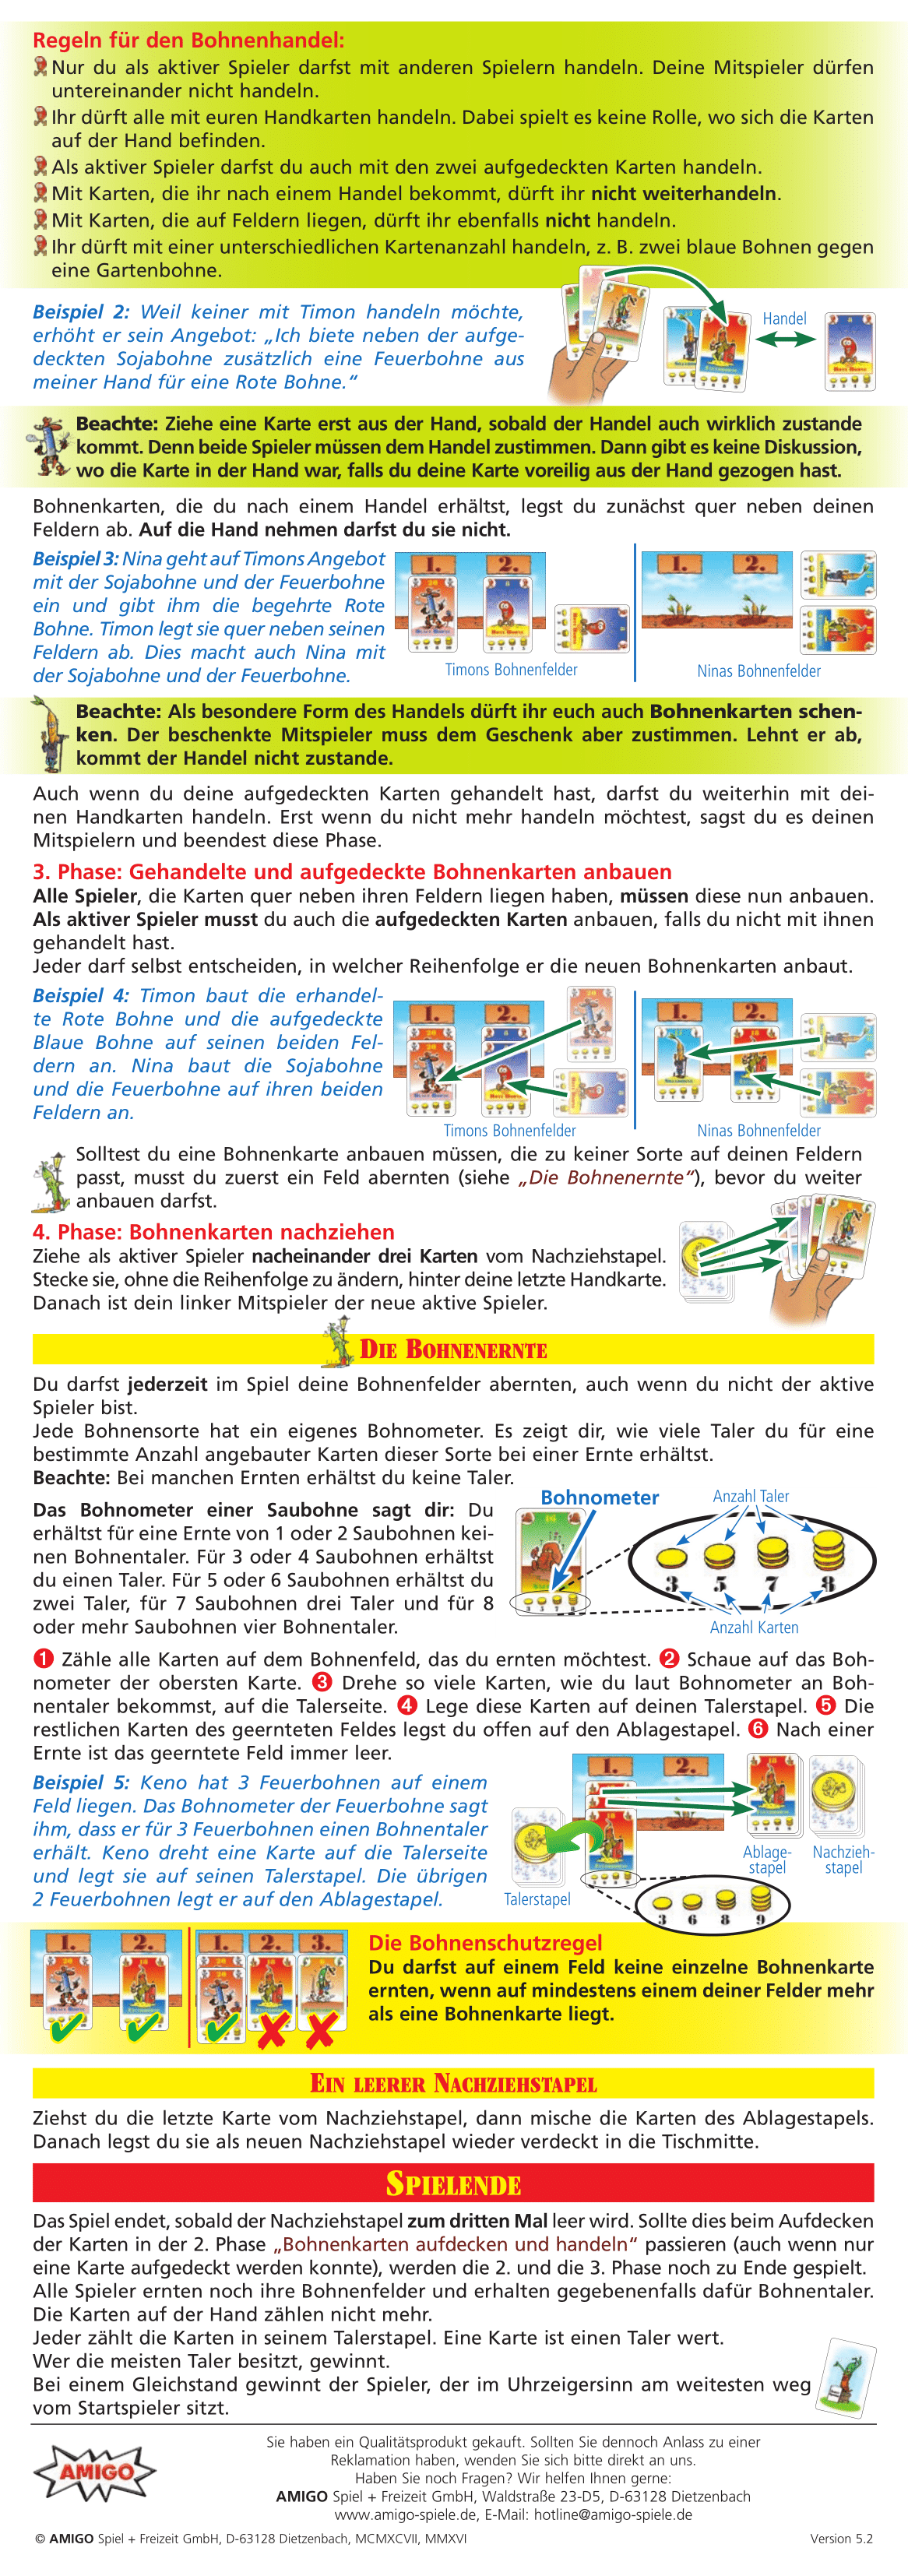 Regeln für den Bohnenhandel:
Nur du als aktiver Spieler darfst mit anderen Spielern handeln. Deine Mitspieler dürfen
untereinander nicht handeln.
Ihr dürft alle mit euren Handkarten handeln. Dabei spielt es keine Rolle, wo sich die Karten
auf der Hand befinden.
Als aktiver Spieler darfst du auch mit den zwei aufgedeckten Karten handeln.
Mit Karten, die ihr nach einem Handel bekommt, dürft ihr nicht weiterhandeln.
Mit Karten, die auf Feldern liegen, dürft ihr ebenfalls nicht handeln.
Ihr dürft mit einer unterschiedlichen Kartenanzahl handeln, z. B. zwei blaue Bohnen gegen
eine Gartenbohne.
Beispiel 2: Weil keiner mit Timon handeln möchte,
erhöht er sein Angebot: „Ich biete neben der aufge-
deckten Sojabohne zusätzlich eine Feuerbohne aus
meiner Hand für eine Rote Bohne.“
Handel
Beachte: Ziehe eine Karte erst aus der Hand, sobald der Handel auch wirklich zustande
kommt. Denn beide Spieler müssen dem Handel zustimmen. Dann gibt es keine Diskussion,
wo die Karte in der Hand war, falls du deine Karte voreilig aus der Hand gezogen hast.
Bohnenkarten, die du nach einem Handel erhältst, legst du zunächst quer neben deinen
Feldern ab. Auf die Hand nehmen darfst du sie nicht.
Beispiel 3: Nina geht auf Timons Angebot
mit der Sojabohne und der Feuerbohne
ein und gibt ihm die begehrte Rote
Bohne. Timon legt sie quer neben seinen
Feldern ab. Dies macht auch Nina mit
der Sojabohne und der Feuerbohne.
1. 2.
Timons Bohnenfelder
1. 2.
Ninas Bohnenfelder
Beachte: Als besondere Form des Handels dürft ihr euch auch Bohnenkarten schen-
ken. Der beschenkte Mitspieler muss dem Geschenk aber zustimmen. Lehnt er ab,
kommt der Handel nicht zustande.
Auch wenn du deine aufgedeckten Karten gehandelt hast, darfst du weiterhin mit dei-
nen Handkarten handeln. Erst wenn du nicht mehr handeln möchtest, sagst du es deinen
Mitspielern und beendest diese Phase.
3. Phase: Gehandelte und aufgedeckte Bohnenkarten anbauen
Alle Spieler, die Karten quer neben ihren Feldern liegen haben, müssen diese nun anbauen.
Als aktiver Spieler musst du auch die aufgedeckten Karten anbauen, falls du nicht mit ihnen
gehandelt hast.
Jeder darf selbst entscheiden, in welcher Reihenfolge er die neuen Bohnenkarten anbaut.
Beispiel 4: Timon baut die erhandel-
te Rote Bohne und die aufgedeckte
Blaue Bohne auf seinen beiden Fel-
dern an. Nina baut die Sojabohne
und die Feuerbohne auf ihren beiden
Feldern an.
1. 2.
Timons Bohnenfelder
1. 2.
Ninas Bohnenfelder
Solltest du eine Bohnenkarte anbauen müssen, die zu keiner Sorte auf deinen Feldern
passt, musst du zuerst ein Feld abernten (siehe „Die Bohnenernte“), bevor du weiter
anbauen darfst.
4. Phase: Bohnenkarten nachziehen
Ziehe als aktiver Spieler nacheinander drei Karten vom Nachziehstapel.
Stecke sie, ohne die Reihenfolge zu ändern, hinter deine letzte Handkarte.
Danach ist dein linker Mitspieler der neue aktive Spieler.
Die Bohnenernte
Du darfst jederzeit im Spiel deine Bohnenfelder abernten, auch wenn du nicht der aktive
Spieler bist.
Jede Bohnensorte hat ein eigenes Bohnometer. Es zeigt dir, wie viele Taler du für eine
bestimmte Anzahl angebauter Karten dieser Sorte bei einer Ernte erhältst.
Beachte: Bei manchen Ernten erhältst du keine Taler.
Das Bohnometer einer Saubohne sagt dir: Du
erhältst für eine Ernte von 1 oder 2 Saubohnen kei-
nen Bohnentaler. Für 3 oder 4 Saubohnen erhältst
du einen Taler. Für 5 oder 6 Saubohnen erhältst du
zwei Taler, für 7 Saubohnen drei Taler und für 8
oder mehr Saubohnen vier Bohnentaler.
Bohnometer
Anzahl Taler
3 5 7 8
Anzahl Karten
1 Zähle alle Karten auf dem Bohnenfeld, das du ernten möchtest. 2 Schaue auf das Boh-
nometer der obersten Karte. 3 Drehe so viele Karten, wie du laut Bohnometer an Boh-
nentaler bekommst, auf die Talerseite. 4 Lege diese Karten auf deinen Talerstapel. 5 Die
restlichen Karten des geernteten Feldes legst du offen auf den Ablagestapel. 6 Nach einer
Ernte ist das geerntete Feld immer leer.
Beispiel 5: Keno hat 3 Feuerbohnen auf einem
Feld liegen. Das Bohnometer der Feuerbohne sagt
ihm, dass er für 3 Feuerbohnen einen Bohnentaler
erhält. Keno dreht eine Karte auf die Talerseite
und legt sie auf seinen Talerstapel. Die übrigen
2 Feuerbohnen legt er auf den Ablagestapel.
1. 2.
Ablage-
stapel
Nachzieh-
stapel
Talerstapel
3 6 8 9
1. 2.
1. 2. 3.
Die Bohnenschutzregel
Du darfst auf einem Feld keine einzelne Bohnenkarte
ernten, wenn auf mindestens einem deiner Felder mehr
als eine Bohnenkarte liegt.
Ein leerer Nachziehstapel
Ziehst du die letzte Karte vom Nachziehstapel, dann mische die Karten des Ablagestapels.
Danach legst du sie als neuen Nachziehstapel wieder verdeckt in die Tischmitte.
Spielende
Das Spiel endet, sobald der Nachziehstapel zum dritten Mal leer wird. Sollte dies beim Aufdecken
der Karten in der 2. Phase „Bohnenkarten aufdecken und handeln“ passieren (auch wenn nur
eine Karte aufgedeckt werden konnte), werden die 2. und die 3. Phase noch zu Ende gespielt.
Alle Spieler ernten noch ihre Bohnenfelder und erhalten gegebenenfalls dafür Bohnentaler.
Die Karten auf der Hand zählen nicht mehr.
Jeder zählt die Karten in seinem Talerstapel. Eine Karte ist einen Taler wert.
Wer die meisten Taler besitzt, gewinnt.
Bei einem Gleichstand gewinnt der Spieler, der im Uhrzeigersinn am weitesten weg
vom Startspieler sitzt.
AMIGO
Sie haben ein Qualitätsprodukt gekauft. Sollten Sie dennoch Anlass zu einer
Reklamation haben, wenden Sie sich bitte direkt an uns.
Haben Sie noch Fragen? Wir helfen Ihnen gerne:
AMIGO Spiel + Freizeit GmbH, Waldstraße 23-D5, D-63128 Dietzenbach
www.amigo-spiele.de, E-Mail: hotline@amigo-spiele.de
© AMIGO Spiel + Freizeit GmbH, D-63128 Dietzenbach, MCMXCVII, MMXVI
Version 5.2